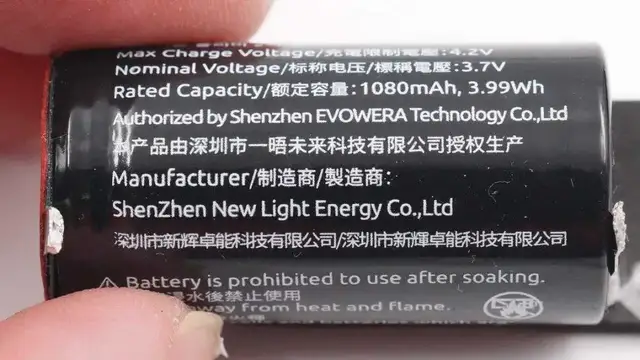 Max Charge Voltage/充電限制電壓:4.2V
Nominal Voltage/标称电压/標稱電壓:3.7V
Rated Capacity/额定容量:1080mAh, 3.99Wh
Authorized by Shenzhen EVOWERA Technology Co.,Ltd
本产品由深圳市一晤未来科技有限公司授权生产
Manufacturer/制造商/製造商:
ShenZhen New Light Energy Co.,Ltd
深圳市新辉卓能科技有限公司/深圳市新輝卓能科技有限公司
Battery is prohibited to use after soaking.
浸水後禁止使用
away from heat and flame.